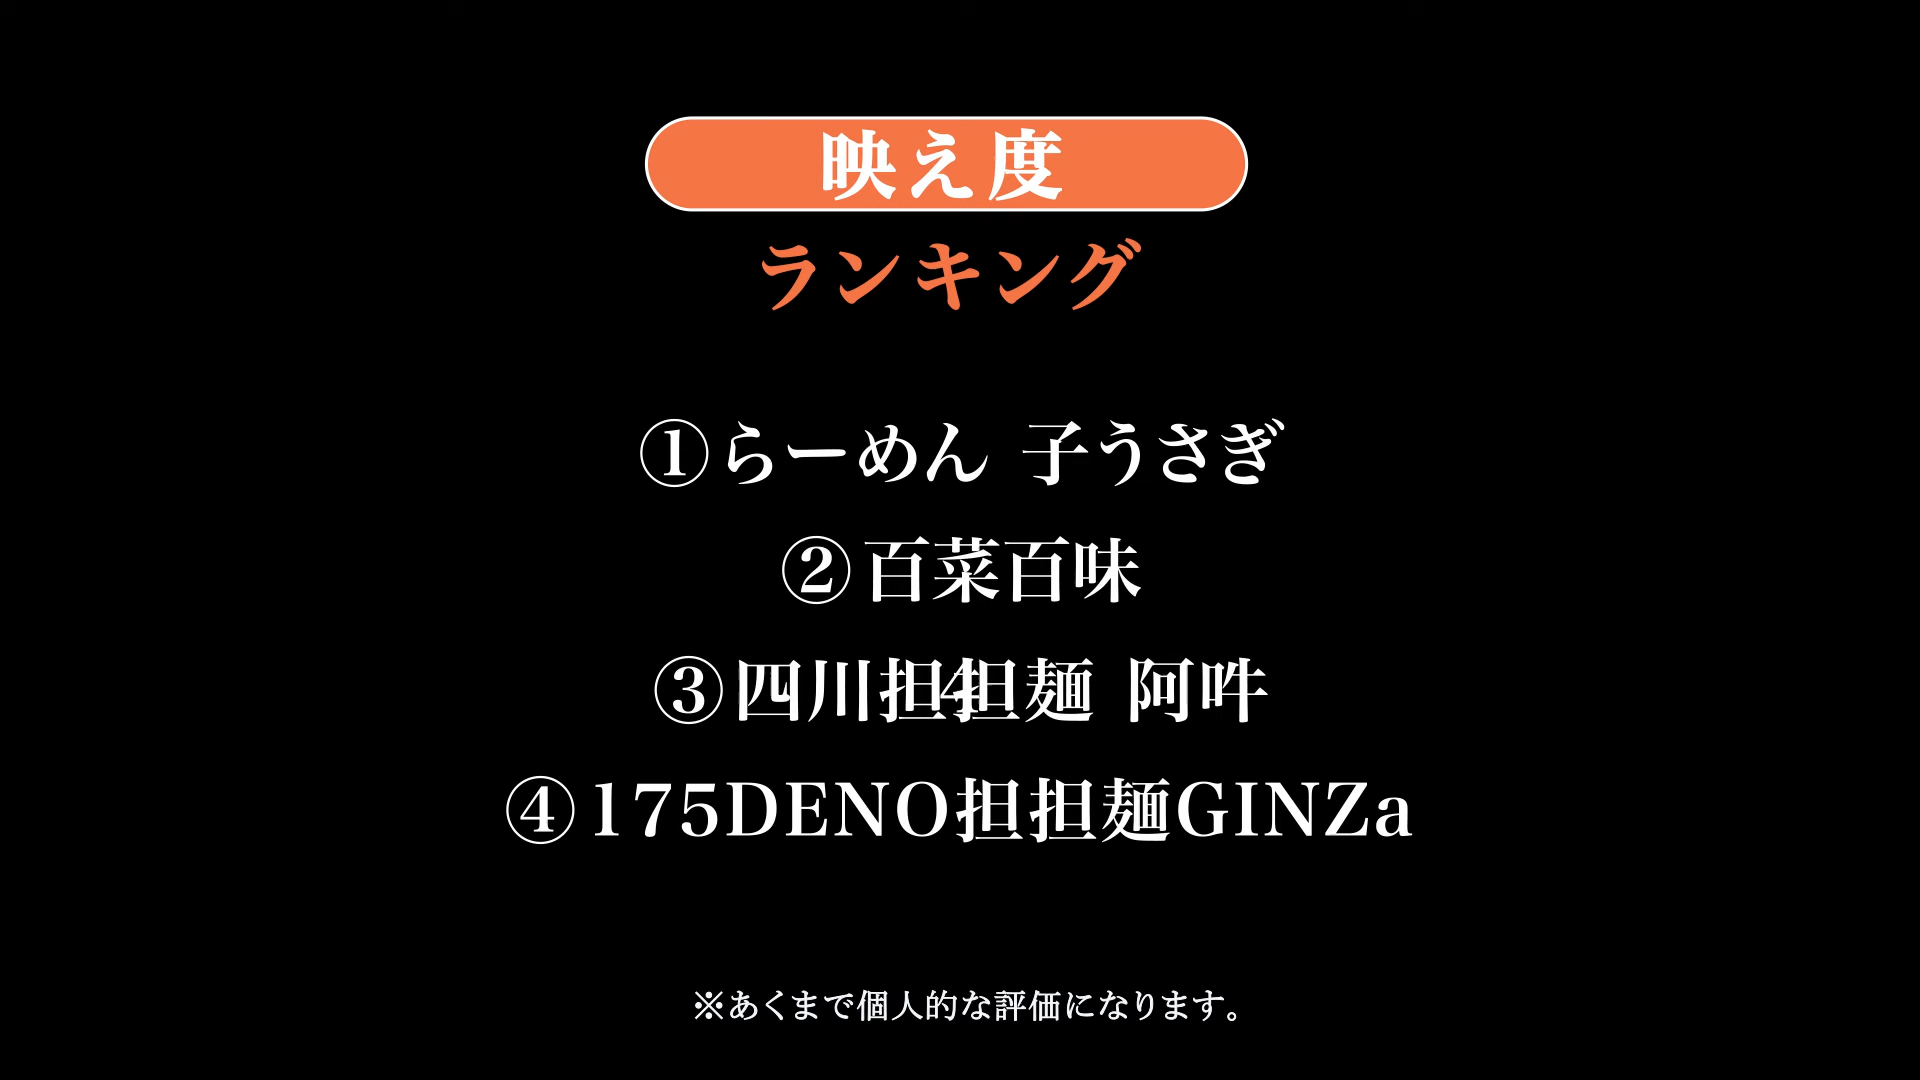 映え度
ランキング
①らーめん 子うさぎ
②百菜百味
③四川担担麺 阿吽
④175DENO担担麺GINZa
※あくまで個人的な評価になります。